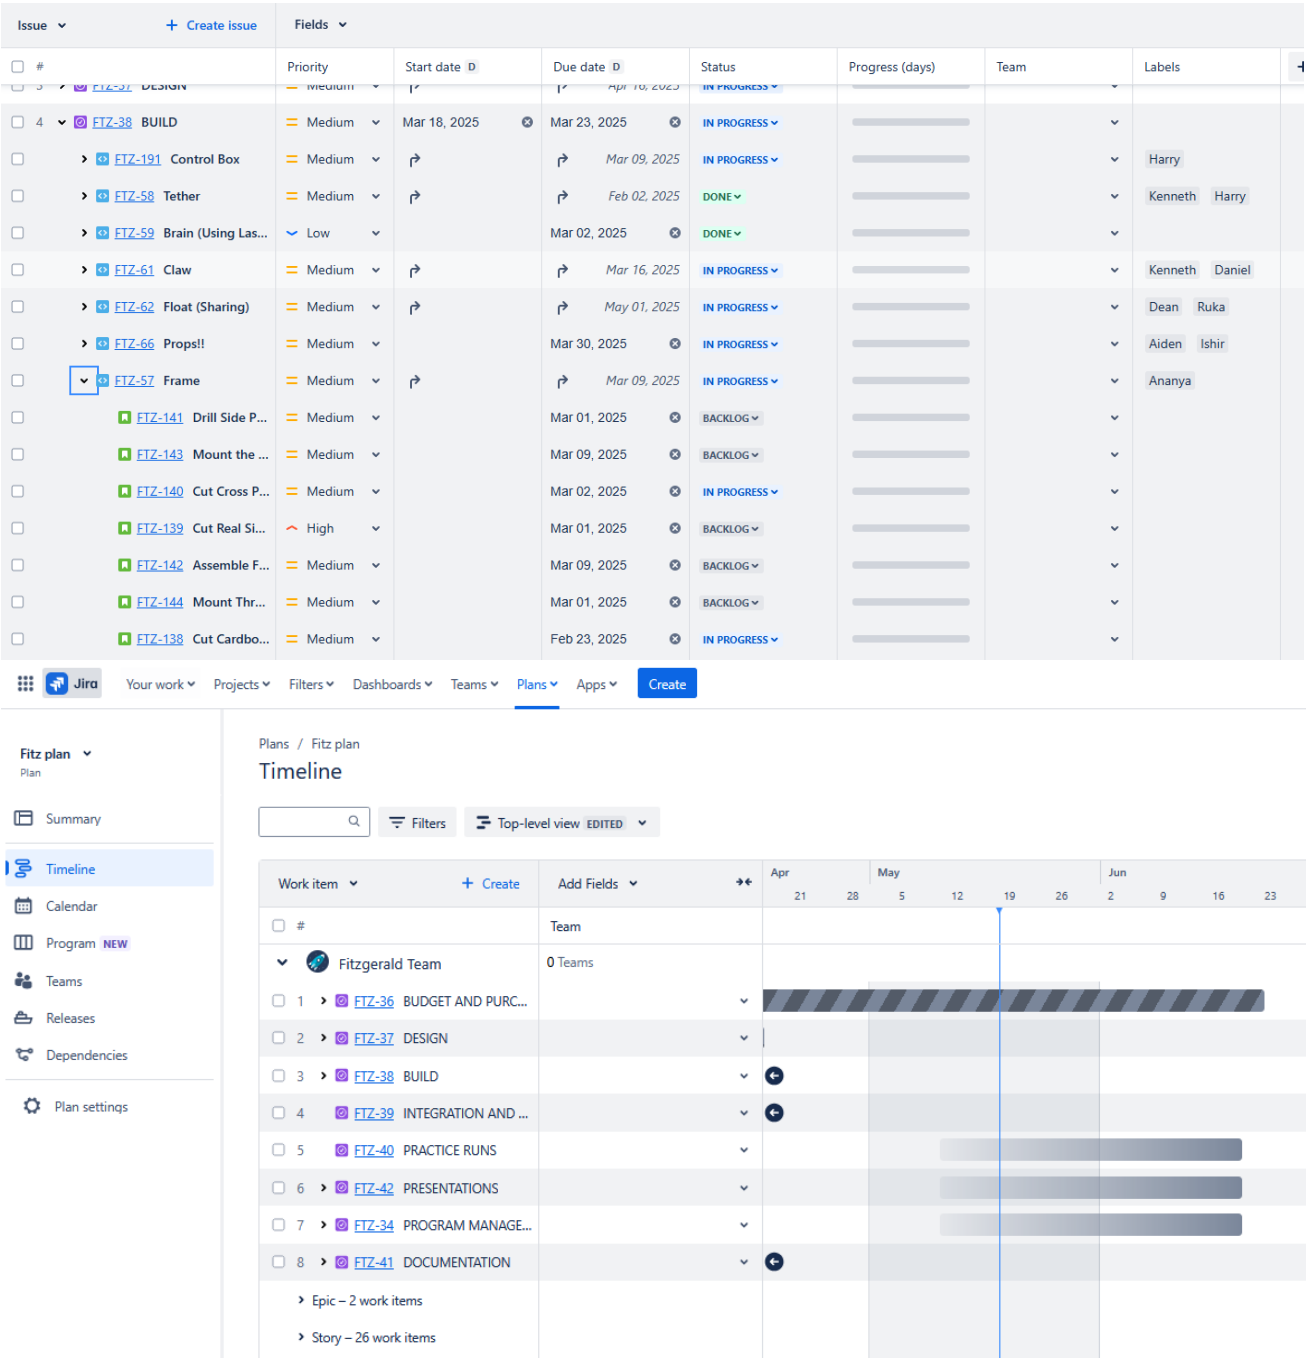 Issue + Create issue Fields
# Priority Start date D Due date D Status Progress (days) Team Labels +
3 FTZ-37 DESIGN Medium Apr 16, 2025 IN PROGRESS
4 FTZ-38 BUILD Medium Mar 18, 2025 Mar 23, 2025 IN PROGRESS
FTZ-191 Control Box Medium Mar 09, 2025 IN PROGRESS Harry
FTZ-58 Tether Medium Feb 02, 2025 DONE Kenneth Harry
FTZ-59 Brain (Using Las... Low Mar 02, 2025 DONE
FTZ-61 Claw Medium Mar 16, 2025 IN PROGRESS Kenneth Daniel
FTZ-62 Float (Sharing) Medium May 01, 2025 IN PROGRESS Dean Ruka
FTZ-66 Props!! Medium Mar 30, 2025 IN PROGRESS Aiden Ishir
FTZ-57 Frame Medium Mar 09, 2025 IN PROGRESS Ananya
FTZ-141 Drill Side P... Medium Mar 01, 2025 BACKLOG
FTZ-143 Mount the ... Medium Mar 09, 2025 BACKLOG
FTZ-140 Cut Cross P... Medium Mar 02, 2025 IN PROGRESS
FTZ-139 Cut Real Si... High Mar 01, 2025 BACKLOG
FTZ-142 Assemble F... Medium Mar 09, 2025 BACKLOG
FTZ-144 Mount Thr... Medium Mar 01, 2025 BACKLOG
FTZ-138 Cut Cardbo... Medium Feb 23, 2025 IN PROGRESS
Jira Your work Projects Filters Dashboards Teams Plans Apps Create
Fitz plan
Plan
Summary
Timeline
Calendar
Program NEW
Teams
Releases
Dependencies
Plan settings
Plans / Fitz plan
Timeline
Filters Top-level view EDITED
Work item + Create Add Fields Apr May Jun
21 28 5 12 19 26 2 9 16 23
# Team
Fitzgerald Team 0 Teams
1 FTZ-36 BUDGET AND PURC...
2 FTZ-37 DESIGN
3 FTZ-38 BUILD
4 FTZ-39 INTEGRATION AND ...
5 FTZ-40 PRACTICE RUNS
6 FTZ-42 PRESENTATIONS
7 FTZ-34 PROGRAM MANAGE...
8 FTZ-41 DOCUMENTATION
Epic – 2 work items
Story – 26 work items